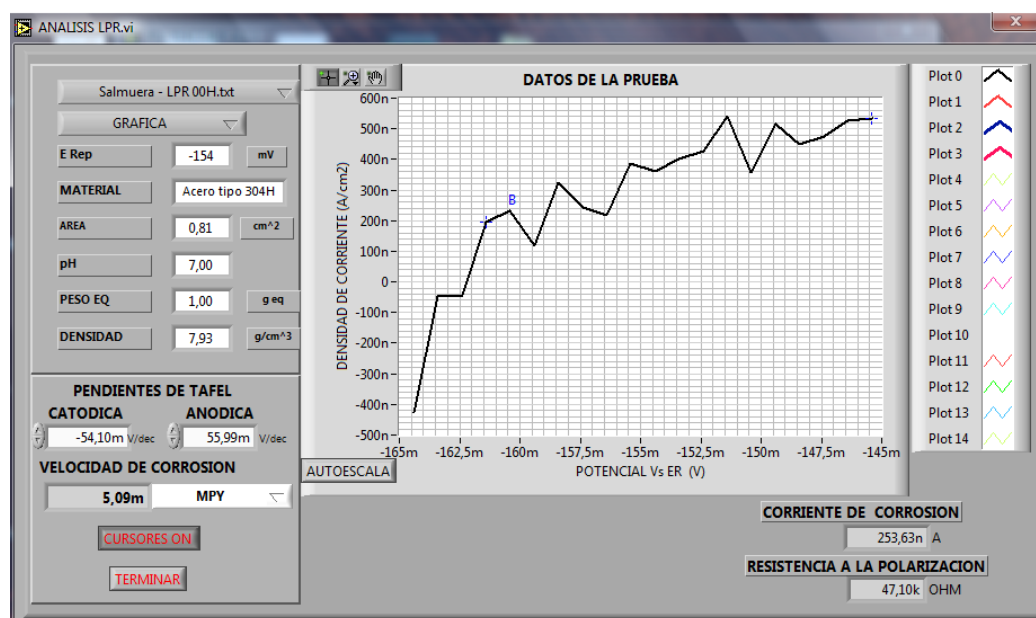 ANALISIS LPR.vi
X
Salmuera - LPR 00H.txt
GRAFICA
E Rep -154 mV
MATERIAL Acero tipo 304H
AREA 0,81 cm^2
pH 7,00
PESO EQ 1,00 g eq
DENSIDAD 7,93 g/cm^3
PENDIENTES DE TAFEL
CATODICA ANODICA
-54,10m V/dec 55,99m V/dec
VELOCIDAD DE CORROSION
5,09m MPY
CURSORES ON
TERMINAR
DATOS DE LA PRUEBA
DENSIDAD DE CORRIENTE (A/cm2)
600n
500n
400n
300n
200n
100n
0
-100n
-200n
-300n
-400n
-500n
B
-165m -162,5m -160m -157,5m -155m -152,5m -150m -147,5m -145m
POTENCIAL Vs ER (V)
AUTOESCALA
Plot 0
Plot 1
Plot 2
Plot 3
Plot 4
Plot 5
Plot 6
Plot 7
Plot 8
Plot 9
Plot 10
Plot 11
Plot 12
Plot 13
Plot 14
CORRIENTE DE CORROSION
253,63n A
RESISTENCIA A LA POLARIZACION
47,10k OHM